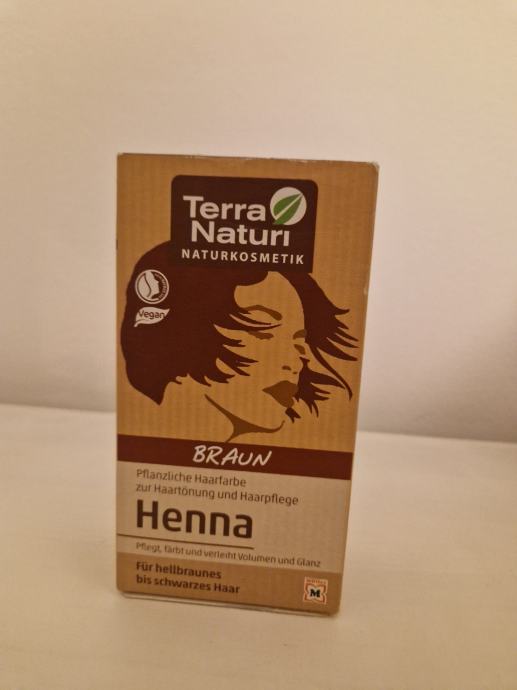 Terra
Naturi
NATURKOSMETIK
Vegan
BRAUN
Pflanzliche Haarfarbe
zur Haartönung und Haarpflege
Henna
Pflegt, färbt und verleiht Volumen und Glanz
Für hellbraunes
bis schwarzes Haar
M